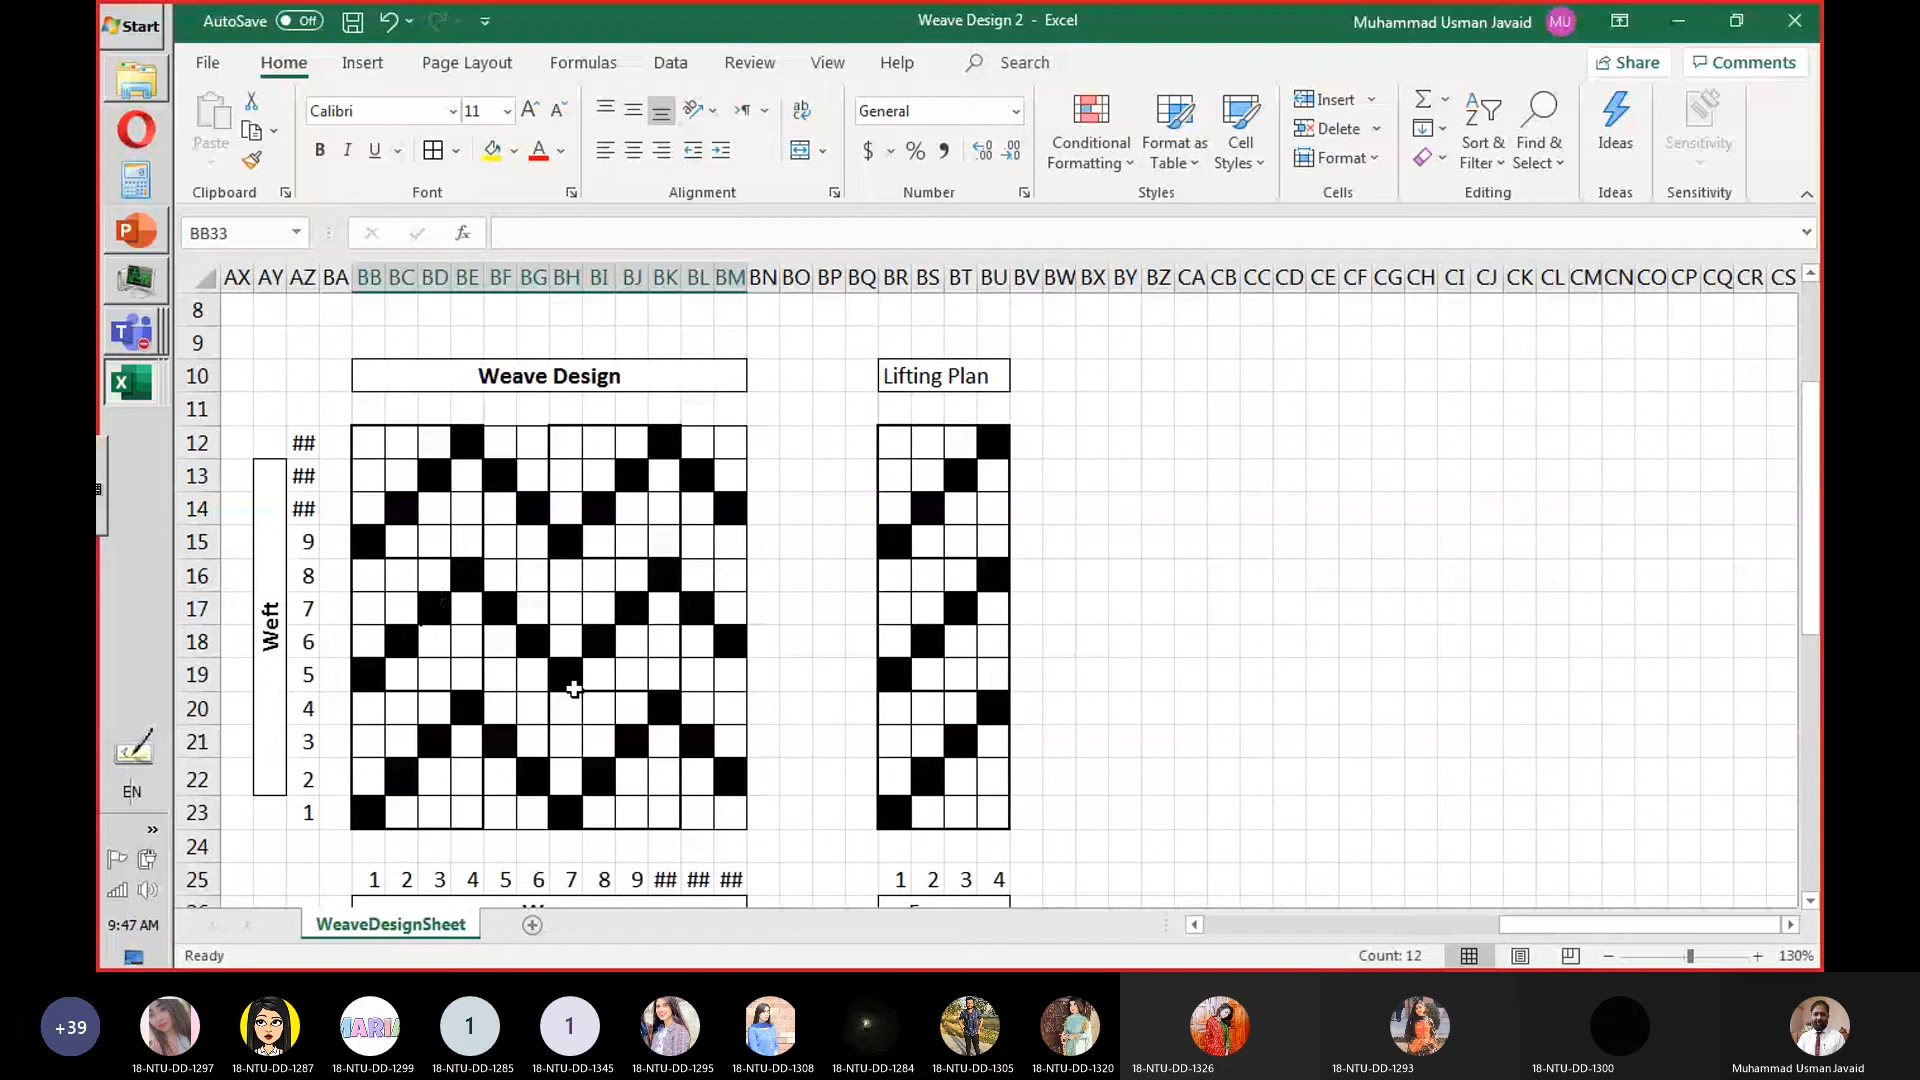 Start
AutoSave Off
Weave Design 2 - Excel
Muhammad Usman Javaid MU
File Home Insert Page Layout Formulas Data Review View Help Search
Share Comments
Paste
Calibri 11
B I U
ab
General
$ % ,
Conditional Formatting
Format as Table
Cell Styles
Insert
Delete
Format
Sort & Filter
Find & Select
Ideas
Sensitivity
Clipboard Font Alignment Number Styles Cells Editing Ideas Sensitivity
BB33
fx
AX AY AZ BA BB BC BD BE BF BG BH BI BJ BK BL BM BN BO BP BQ BR BS BT BU BV BW BX BY BZ CA CB CC CD CE CF CG CH CI CJ CK CL CM CN CO CP CQ CR CS
8
9
10 Weave Design Lifting Plan
11
12 ##
13 ##
14 ##
15 9
16 8
17 7
18 6
19 5
20 4
21 3
22 2
23 1
Weft
24
25 1 2 3 4 5 6 7 8 9 ## ## ## 1 2 3 4
EN
9:47 AM
WeaveDesignSheet
Ready
Count: 12
130%
+39
MARIA
1
1
18-NTU-DD-1297
18-NTU-DD-1287
18-NTU-DD-1299
18-NTU-DD-1285
18-NTU-DD-1345
18-NTU-DD-1295
18-NTU-DD-1308
18-NTU-DD-1284
18-NTU-DD-1305
18-NTU-DD-1320
18-NTU-DD-1326
18-NTU-DD-1293
18-NTU-DD-1300
Muhammad Usman Javaid